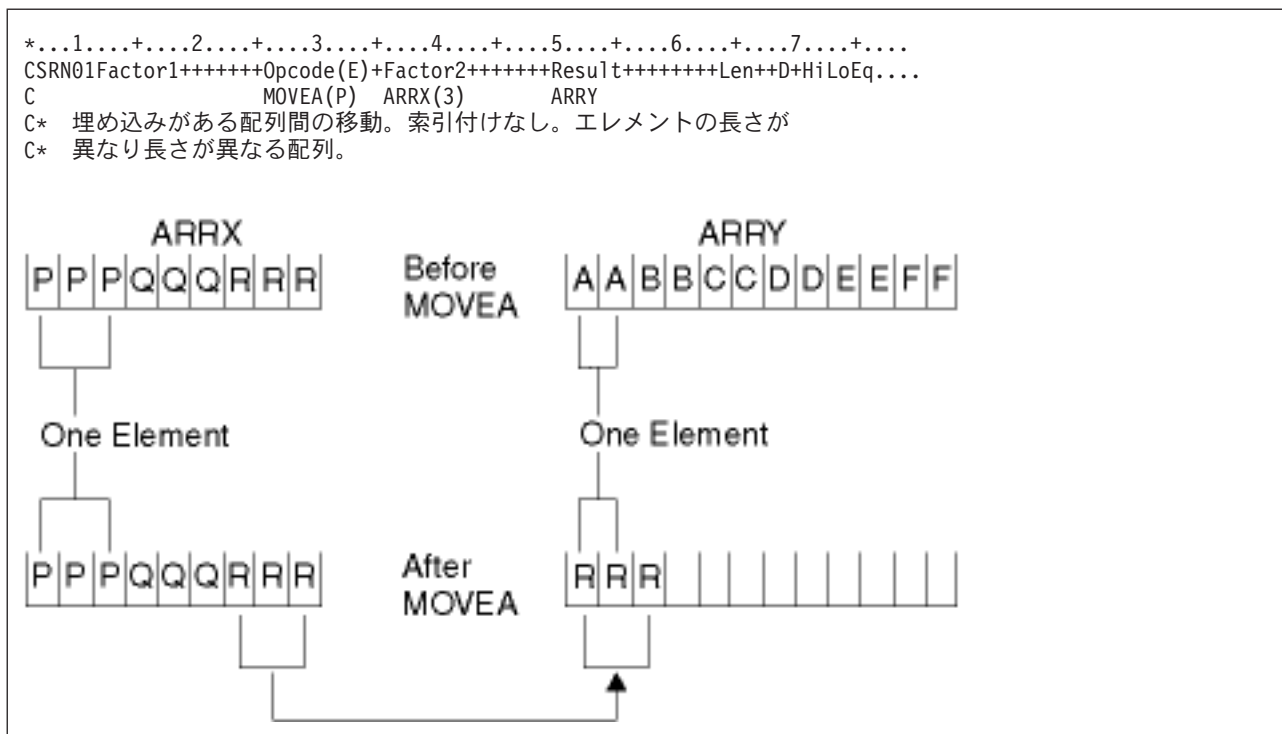 *...1....+....2....+....3....+....4....+....5....+....6....+....7....+....
CSRN01Factor1+++++++Opcode(E)+Factor2+++++++Result++++++++Len++D+HiLoEq....
C                   MOVEA(P)  ARRX(3)       ARRY
C*  埋め込みがある配列間の移動。索引付けなし。エレメントの長さが
C*  異なり長さが異なる配列。
ARRX ARRY
P P P Q Q Q R R R Before A A B B C C D D E E F F
MOVEA
One Element One Element
P P P Q Q Q R R R After R R R
MOVEA